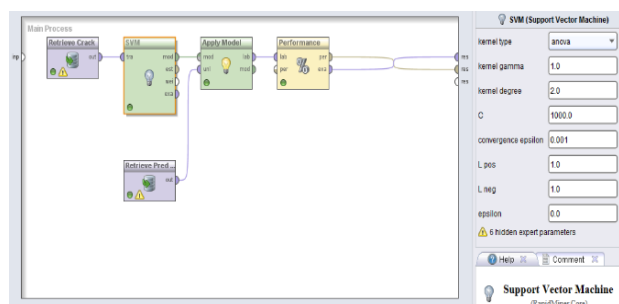 Main Process
inp
Retrieve Crack
out
SVM
tra
mod
est
wei
exa
Apply Model
mod
unl
lab
mod
Performance
lab
per
per
exa
res
res
res
Retrieve Pred ...
out
SVM (Support Vector Machine)
kernel type
anova
kernel gamma
1.0
kernel degree
2.0
C
1000.0
convergence epsilon
0.001
L pos
1.0
L neg
1.0
epsilon
0.0
6 hidden expert parameters
Help
Comment
Support Vector Machine
(RapidMiner Core)